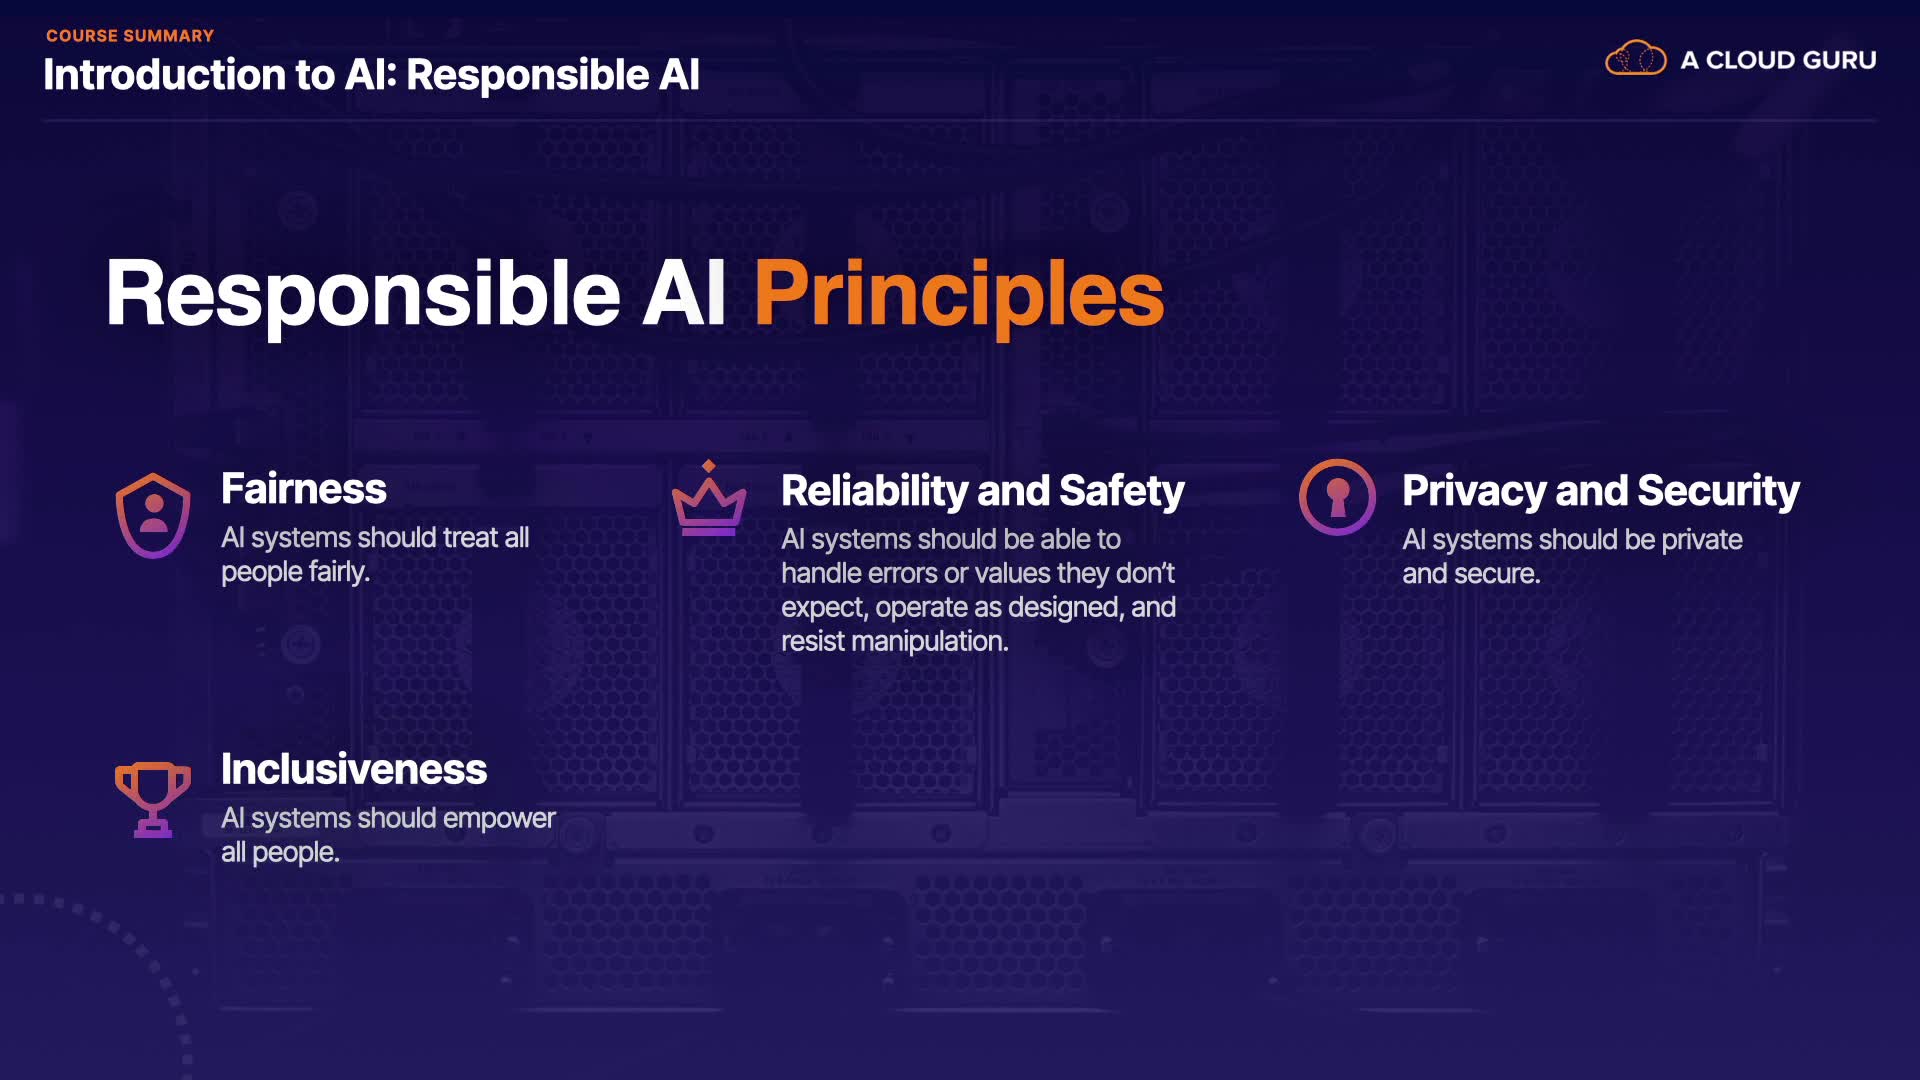 COURSE SUMMARY
Introduction to AI: Responsible AI
A CLOUD GURU
Responsible AI Principles
Fairness
AI systems should treat all
people fairly.
Reliability and Safety
AI systems should be able to
handle errors or values they don’t
expect, operate as designed, and
resist manipulation.
Privacy and Security
AI systems should be private
and secure.
Inclusiveness
AI systems should empower
all people.